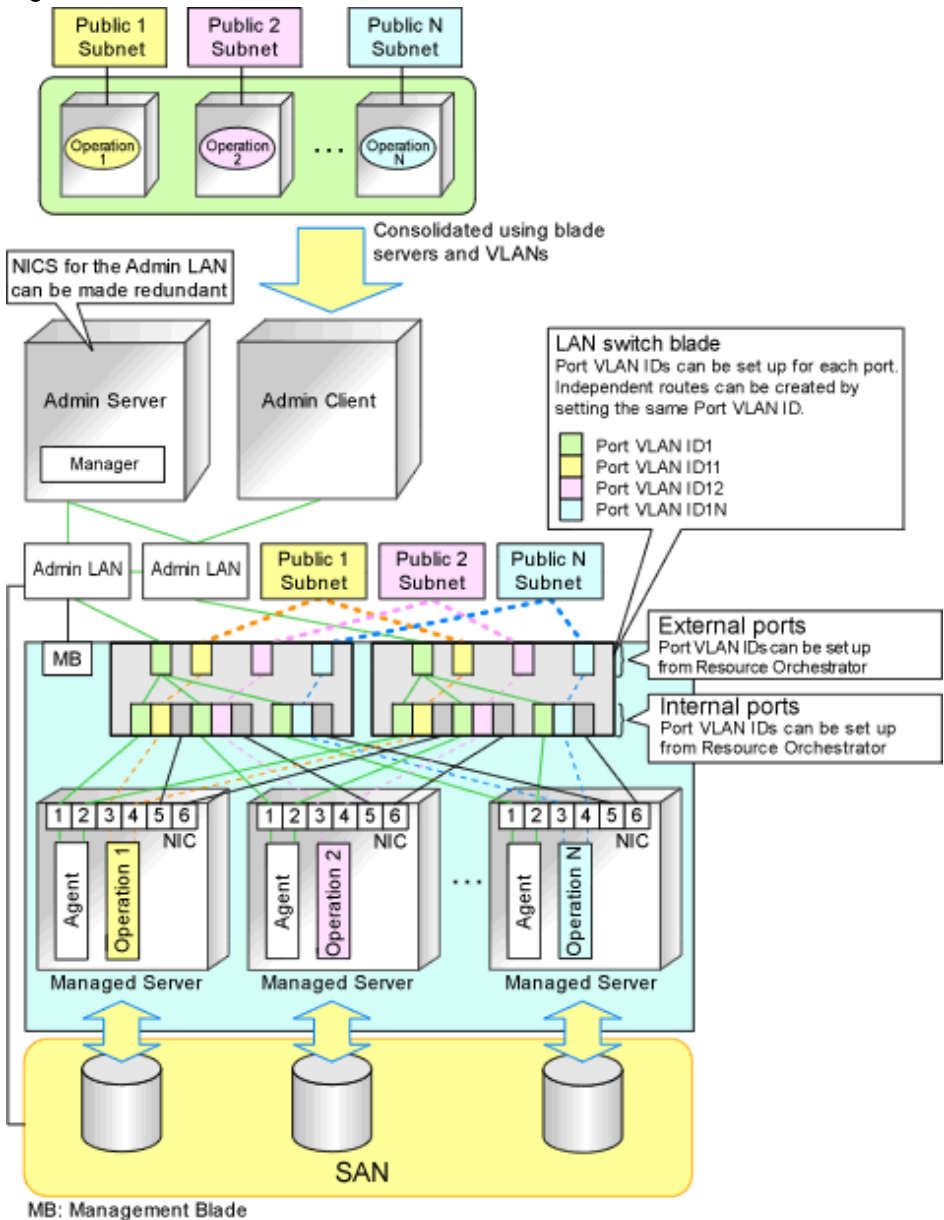 Public 1
Subnet
Public 2
Subnet
Public N
Subnet
Operation
1
Operation
2
...
Operation
N
Consolidated using blade
servers and VLANs
NICS for the Admin LAN
can be made redundant
Admin Server
Manager
Admin Client
LAN switch blade
Port VLAN IDs can be set up for each port.
Independent routes can be created by
setting the same Port VLAN ID.
Port VLAN ID1
Port VLAN ID11
Port VLAN ID12
Port VLAN ID1N
Admin LAN
Admin LAN
Public 1
Subnet
Public 2
Subnet
Public N
Subnet
MB
External ports
Port VLAN IDs can be set up
from Resource Orchestrator
Internal ports
Port VLAN IDs can be set up
from Resource Orchestrator
1 2 3 4 5 6
NIC
Agent
Operation 1
Managed Server
1 2 3 4 5 6
NIC
Agent
Operation 2
Managed Server
...
1 2 3 4 5 6
NIC
Agent
Operation N
Managed Server
SAN
MB: Management Blade